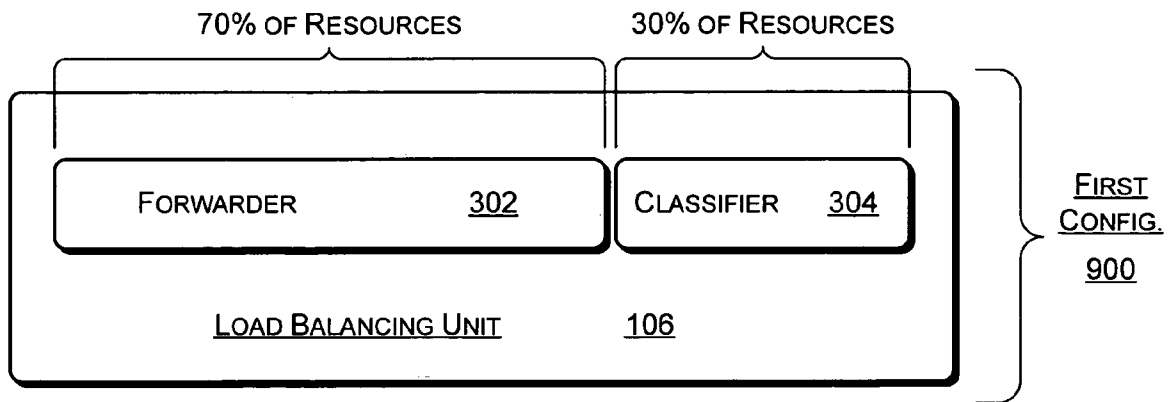 70% OF RESOURCES 30% OF RESOURCES
FORWARDER 302 CLASSIFIER 304
FIRST
CONFIG.
900
LOAD BALANCING UNIT 106